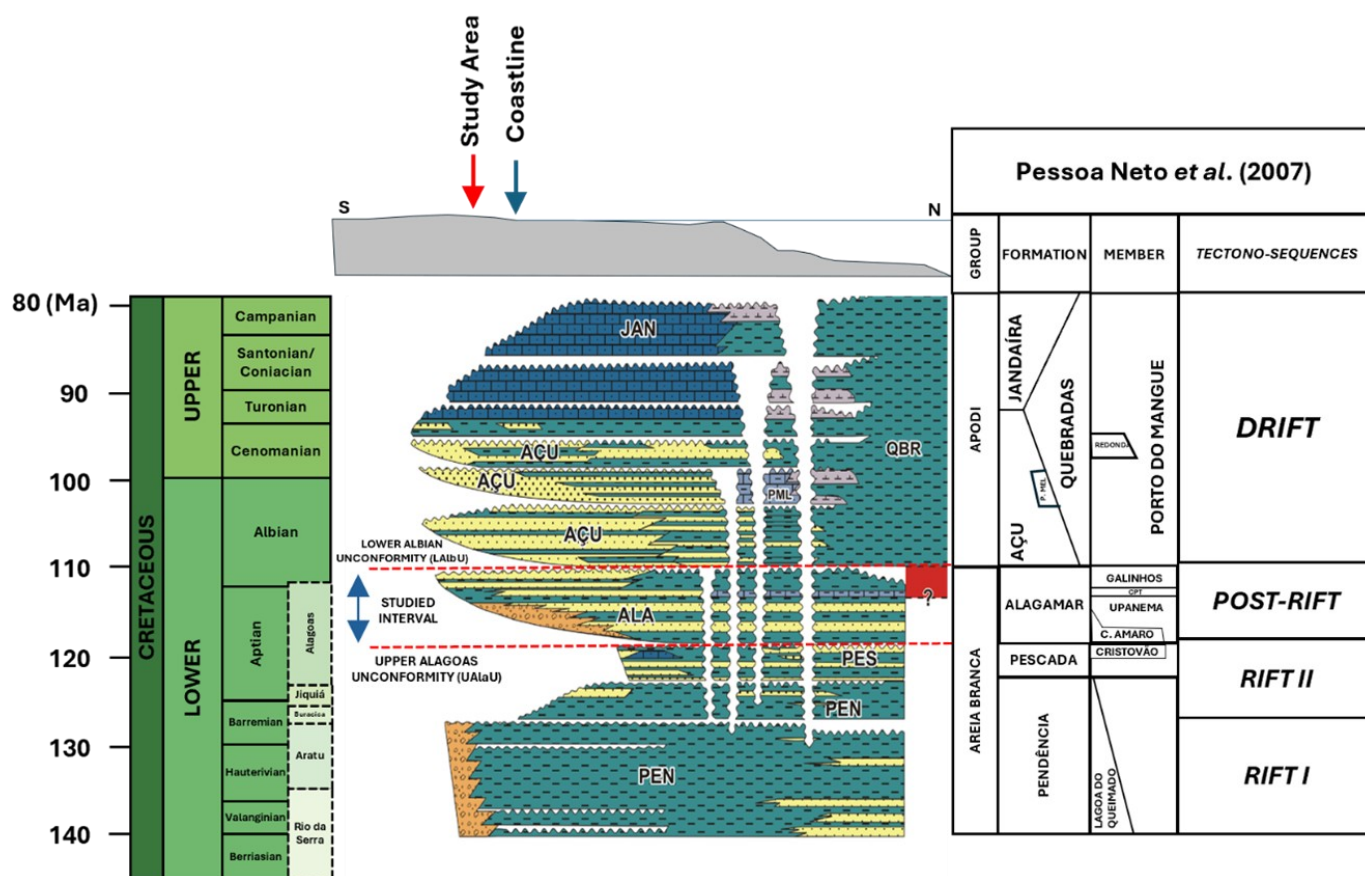 Study Area
Coastline
S
N
Pessoa Neto et al. (2007)
GROUP
FORMATION
MEMBER
TECTONO-SEQUENCES
80 (Ma)
90
100
110
120
130
140
CRETACEOUS
UPPER
LOWER
Campanian
Santonian/
Coniacian
Turonian
Cenomanian
Albian
Aptian
Barremian
Hauterivian
Valanginian
Berriasian
Alagoas
Jiquiá
Buracica
Aratu
Rio da
Serra
JAN
AÇU
AÇU
AÇU
PML
QBR
LOWER ALBIAN
UNCONFORMITY (LAlbU)
STUDIED
INTERVAL
ALA
?
UPPER ALAGOAS
UNCONFORMITY (UAlaU)
PES
PEN
PEN
APODI
AREIA BRANCA
JANDAÍRA
QUEBRADAS
AÇU
P. MEL
REDONDA
PORTO DO MANGUE
ALAGAMAR
GALINHOS
CPT
UPANEMA
C. AMARO
CRISTOVÃO
PESCADA
PENDÊNCIA
LAGOA DO
QUEIMADO
DRIFT
POST-RIFT
RIFT II
RIFT I